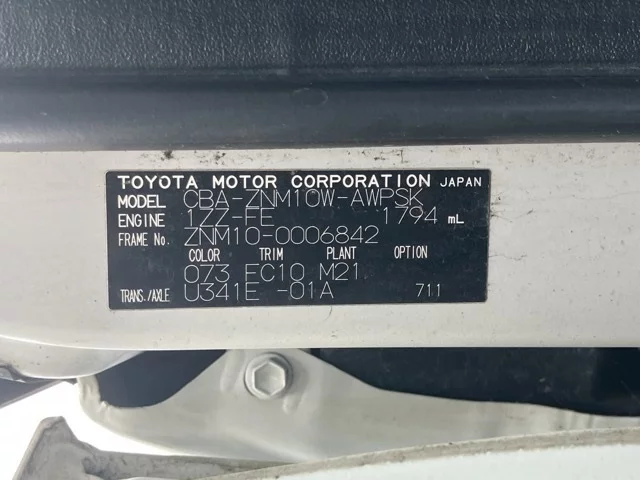 TOYOTA MOTOR CORPORATION JAPAN
MODEL CBA-ZNM10W-AWPSK
ENGINE 1ZZ-FE 1794 mL
FRAME No. ZNM10-0006842
COLOR TRIM PLANT OPTION
073 FC10 M21
TRANS./AXLE U341E -01A 711